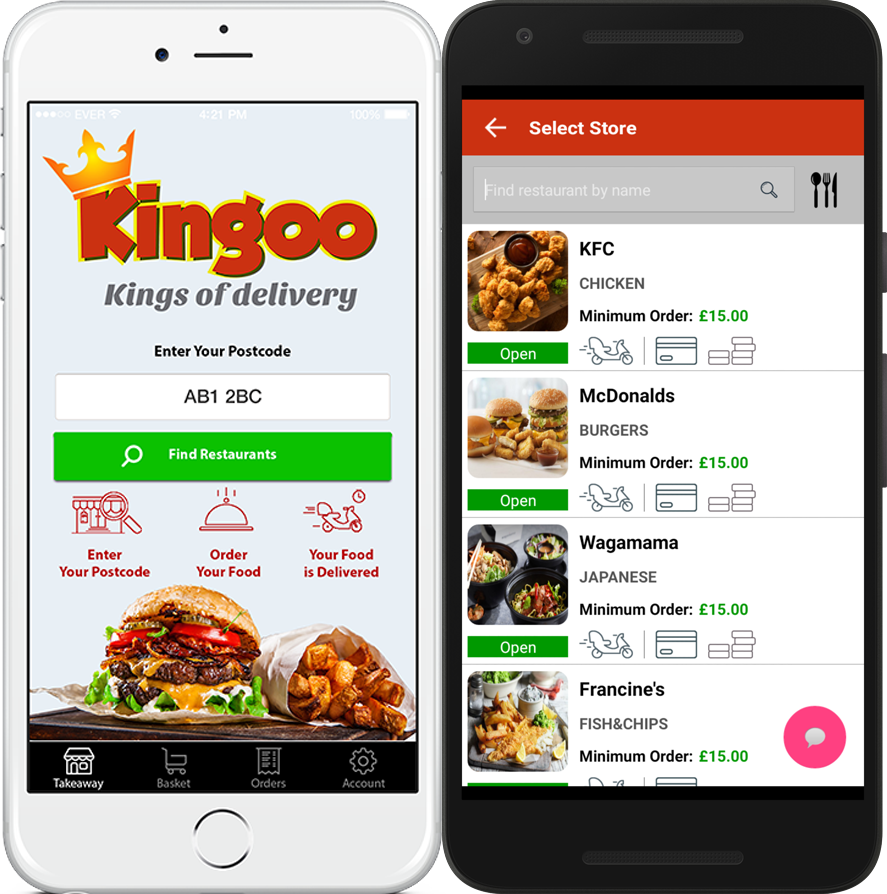 EVER
4:21 PM
100%
Kingoo
Kings of delivery
Enter Your Postcode
AB1 2BC
Find Restaurants
Enter
Your Postcode
Order
Your Food
Your Food
is Delivered
Takeaway
Basket
Orders
Account
Select Store
Find restaurant by name
KFC
CHICKEN
Minimum Order: £15.00
Open
McDonalds
BURGERS
Minimum Order: £15.00
Open
Wagamama
JAPANESE
Minimum Order: £15.00
Open
Francine's
FISH&CHIPS
Minimum Order: £15.00